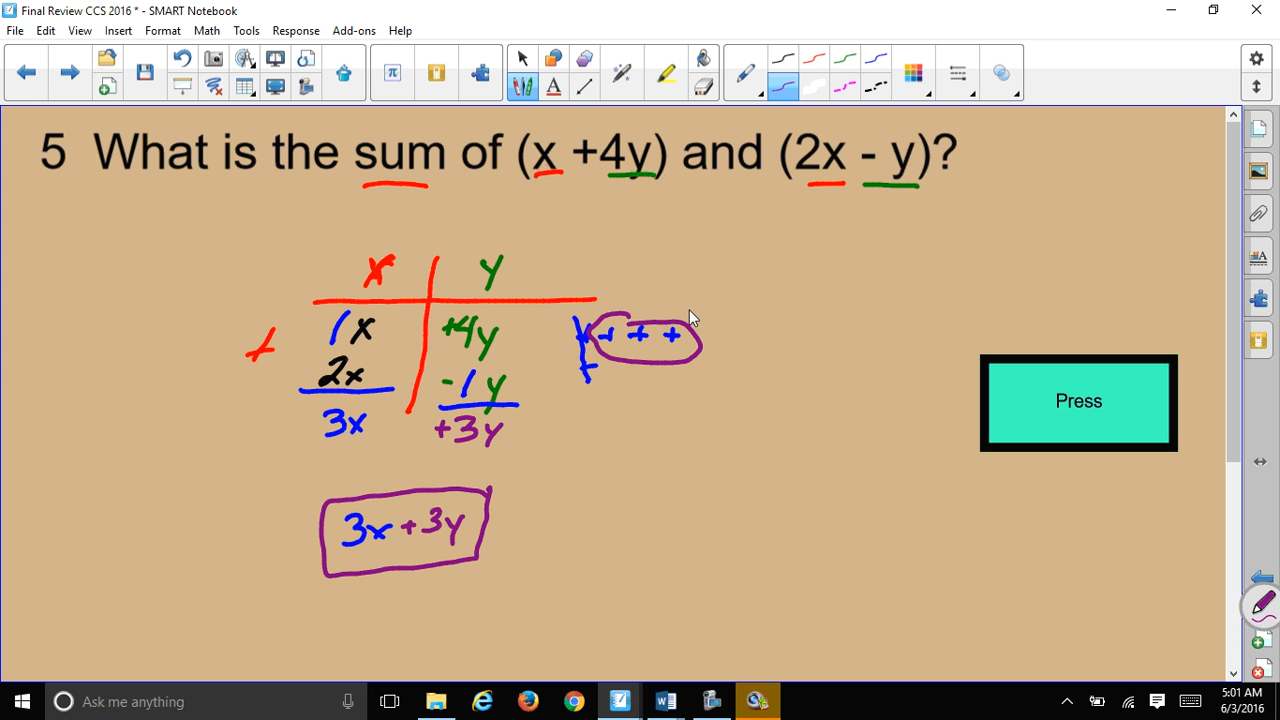 Final Review CCS 2016 * - SMART Notebook
File Edit View Insert Format Math Tools Response Add-ons Help
5 What is the sum of (x +4y) and (2x - y)?
x y
+ 1x +4y + + + +
2x -1y +
3x +3y
Press
3x +3y
Ask me anything
5:01 AM
6/3/2016